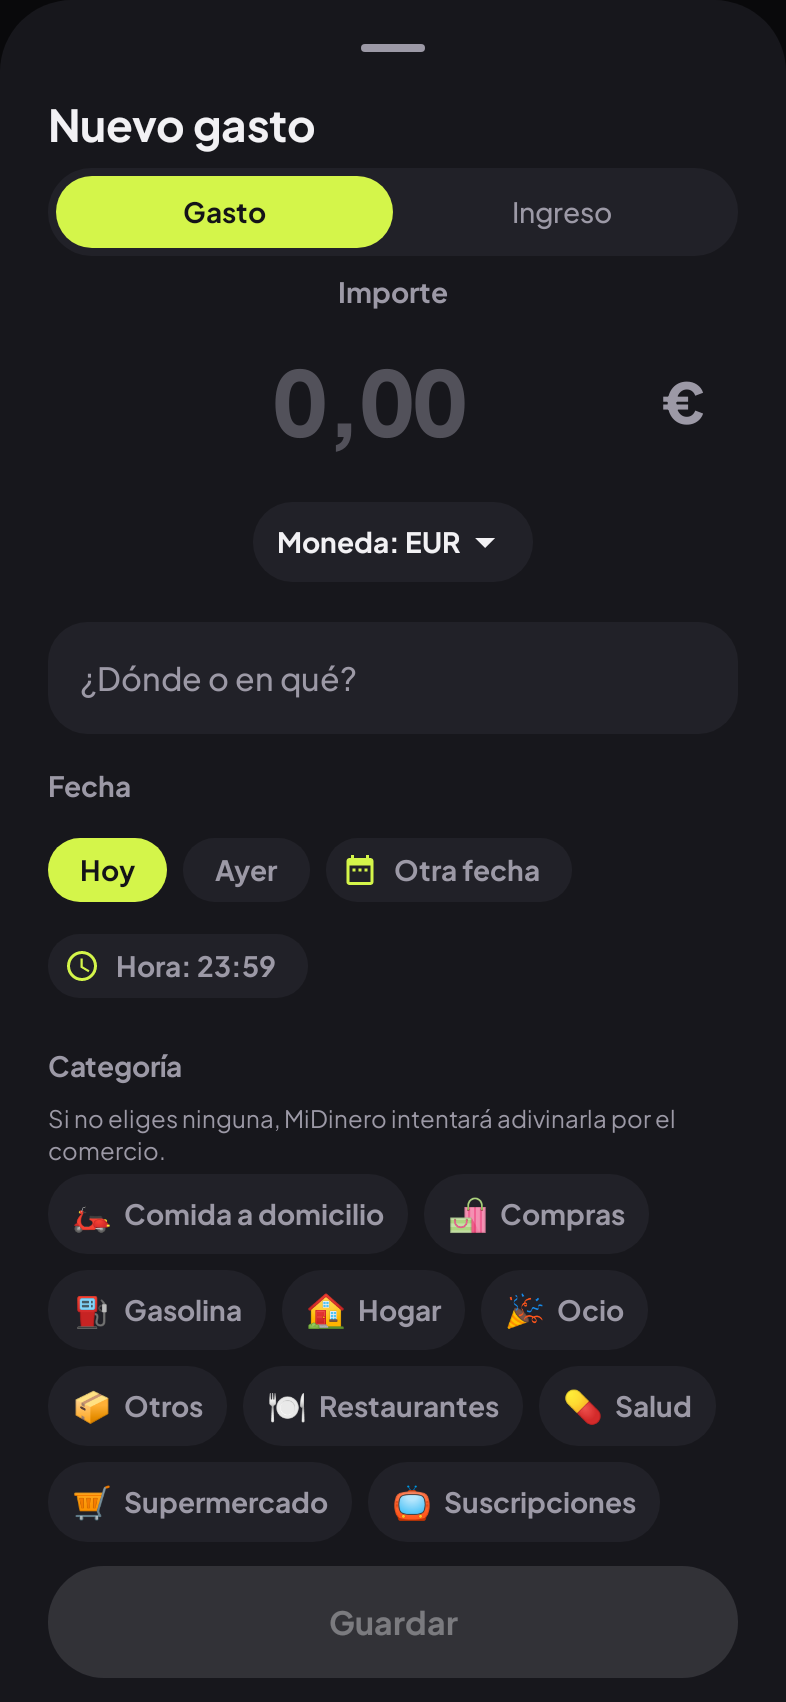 Nuevo gasto
Gasto Ingreso
Importe
0,00 €
Moneda: EUR
¿Dónde o en qué?
Fecha
Hoy Ayer Otra fecha
Hora: 23:59
Categoría
Si no eliges ninguna, MiDinero intentará adivinarla por el
comercio.
Comida a domicilio Compras
Gasolina Hogar Ocio
Otros Restaurantes Salud
Supermercado Suscripciones
Guardar